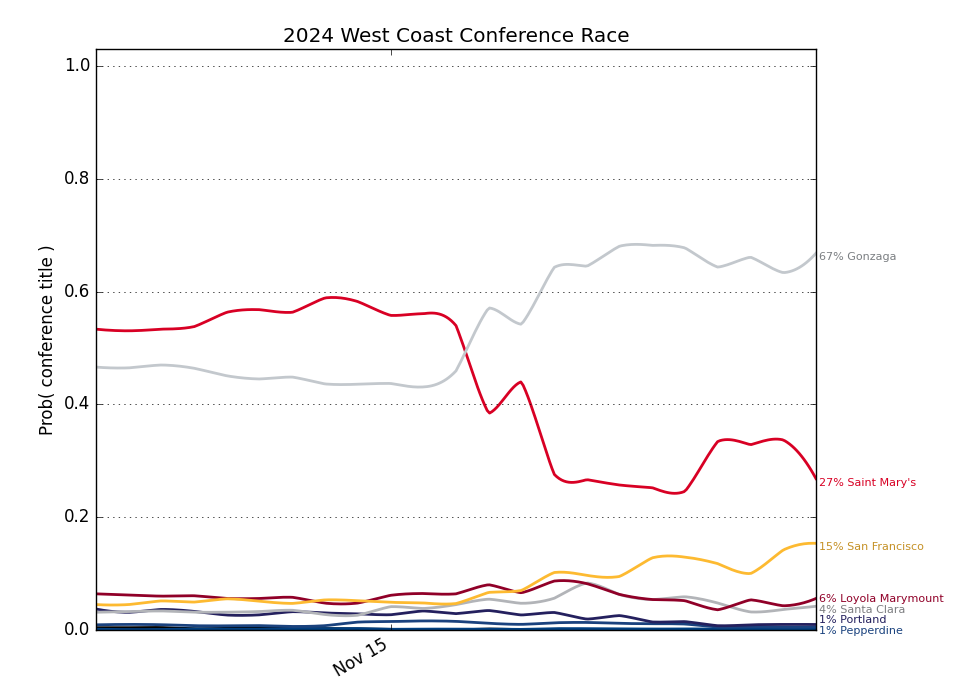 2024 West Coast Conference Race
Prob( conference title )
1.0
0.8
0.6
0.4
0.2
0.0
Nov 15
67% Gonzaga
27% Saint Mary's
15% San Francisco
6% Loyola Marymount
4% Santa Clara
1% Portland
1% Pepperdine